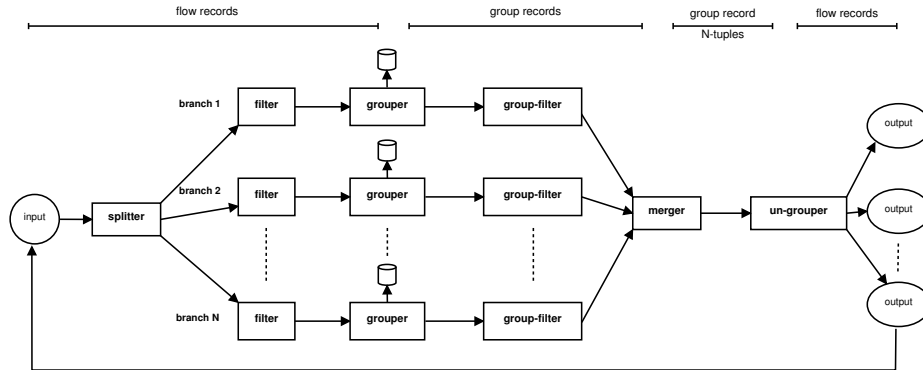 flow records
group records
group record
N-tuples
flow records
branch 1
filter
grouper
group-filter
output
branch 2
filter
grouper
group-filter
input
splitter
merger
un-grouper
output
branch N
filter
grouper
group-filter
output